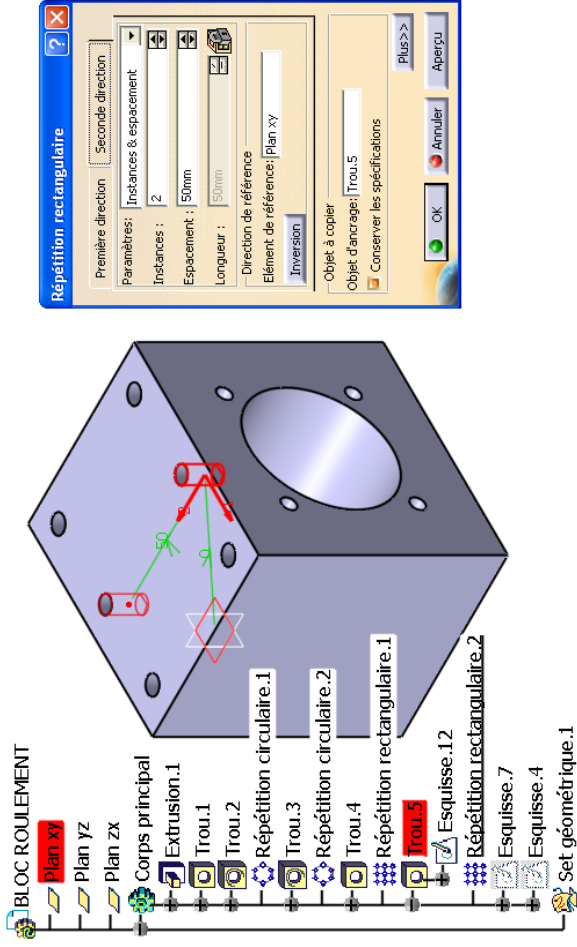 BLOC ROULEMENT
Plan xy
Plan yz
Plan zx
Corps principal
Extrusion.1
Trou.1
Trou.2
Répétition circulaire.1
Trou.3
Répétition circulaire.2
Trou.4
Répétition rectangulaire.1
Trou.5
Esquisse.12
Répétition rectangulaire.2
Esquisse.7
Esquisse.4
Set géométrique.1
50
Répétition rectangulaire
Première direction
Seconde direction
Paramètres: Instances & espacement
Instances : 2
Espacement : 50mm
Longueur : 50mm
Direction de référence
Elément de référence: Plan xy
Inversion
Objet à copier
Objet d'ancrage: Trou.5
Conserver les spécifications
Plus>>
OK
Annuler
Aperçu